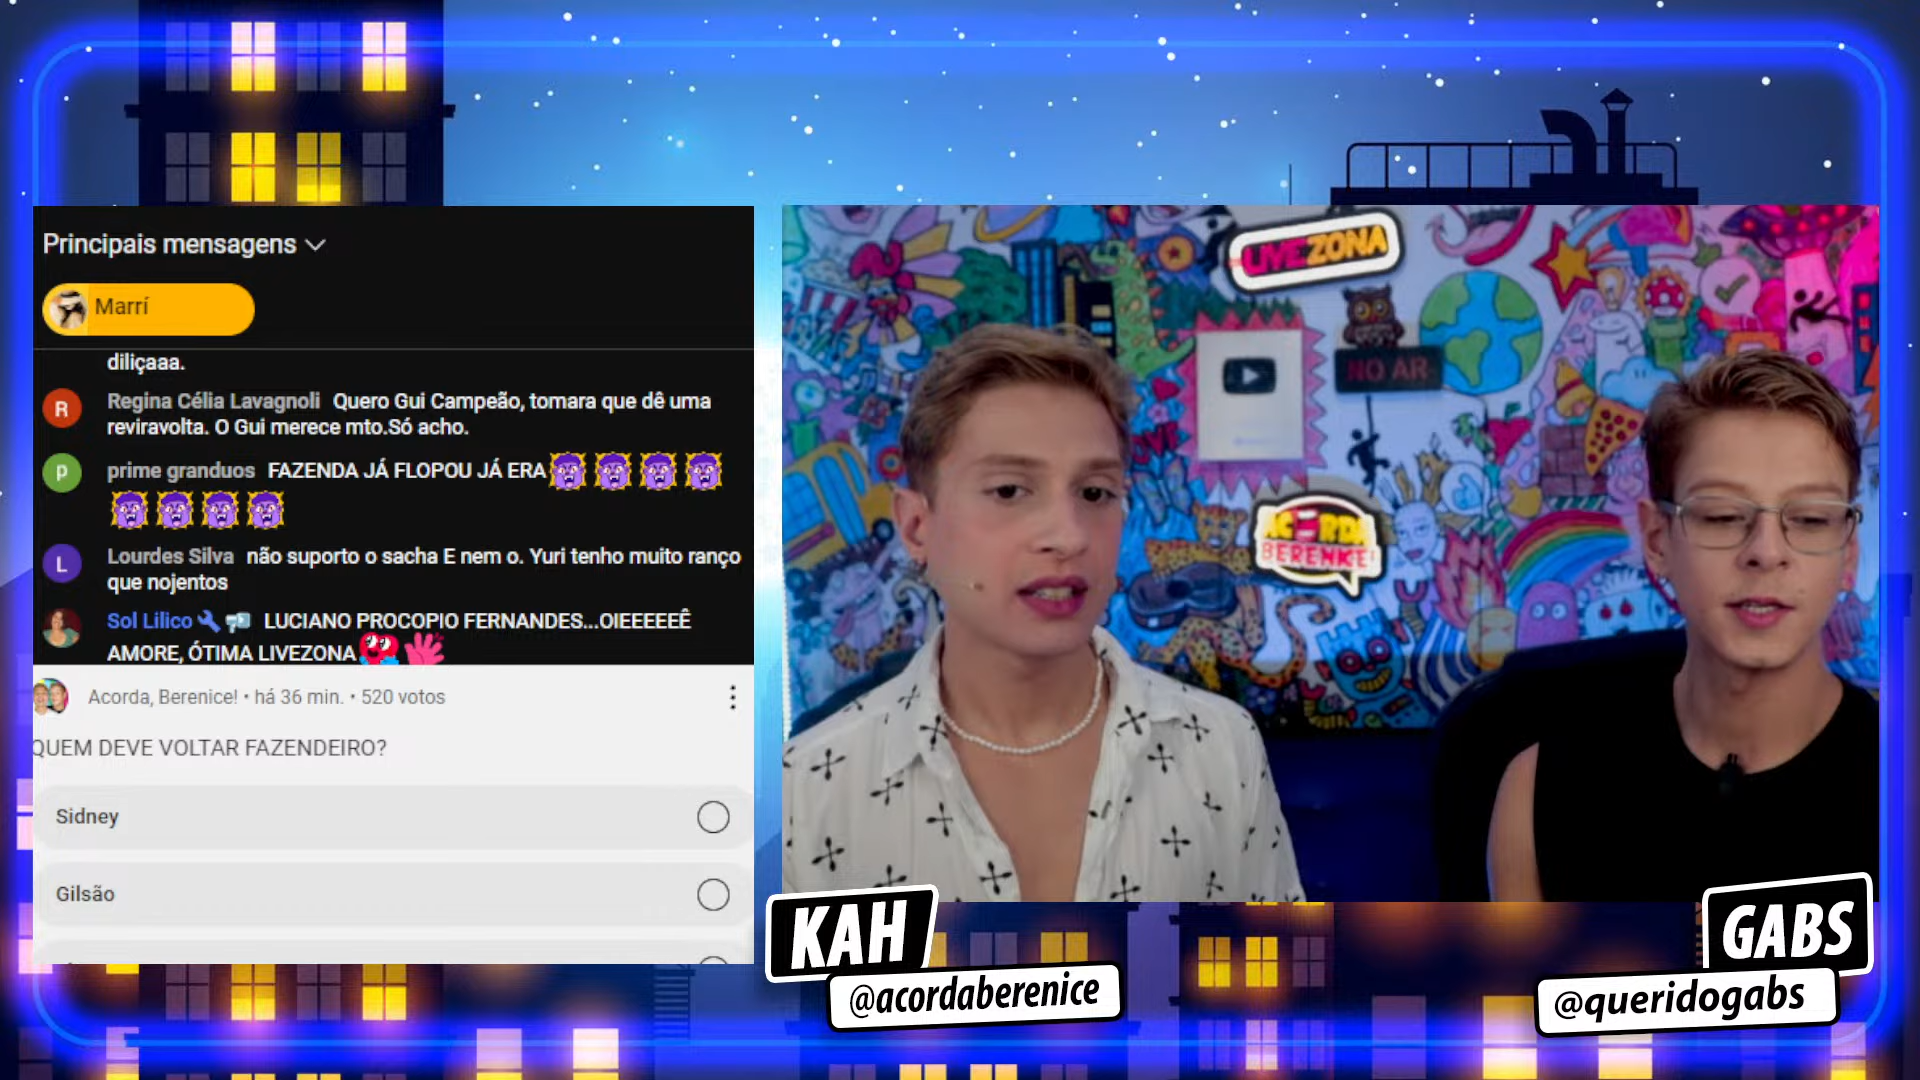 Principais mensagens
Marrí
diliçaaa.
R
Regina Célia Lavagnoli Quero Gui Campeão, tomara que dê uma
reviravolta. O Gui merece mto.Só acho.
P
prime granduos FAZENDA JÁ FLOPOU JÁ ERA
L
Lourdes Silva não suporto o sacha E nem o. Yuri tenho muito ranço
que nojentos
Sol Lilico LUCIANO PROCOPIO FERNANDES...OIEEEEEÊ
AMORE, ÓTIMA LIVEZONA
Acorda, Berenice! • há 36 min. • 520 votos
QUEM DEVE VOLTAR FAZENDEIRO?
Sidney
Gilsão
LIVEZONA
NO AR
ACORDA
BERENICE!
KAH
@acordaberenice
GABS
@queridogabs